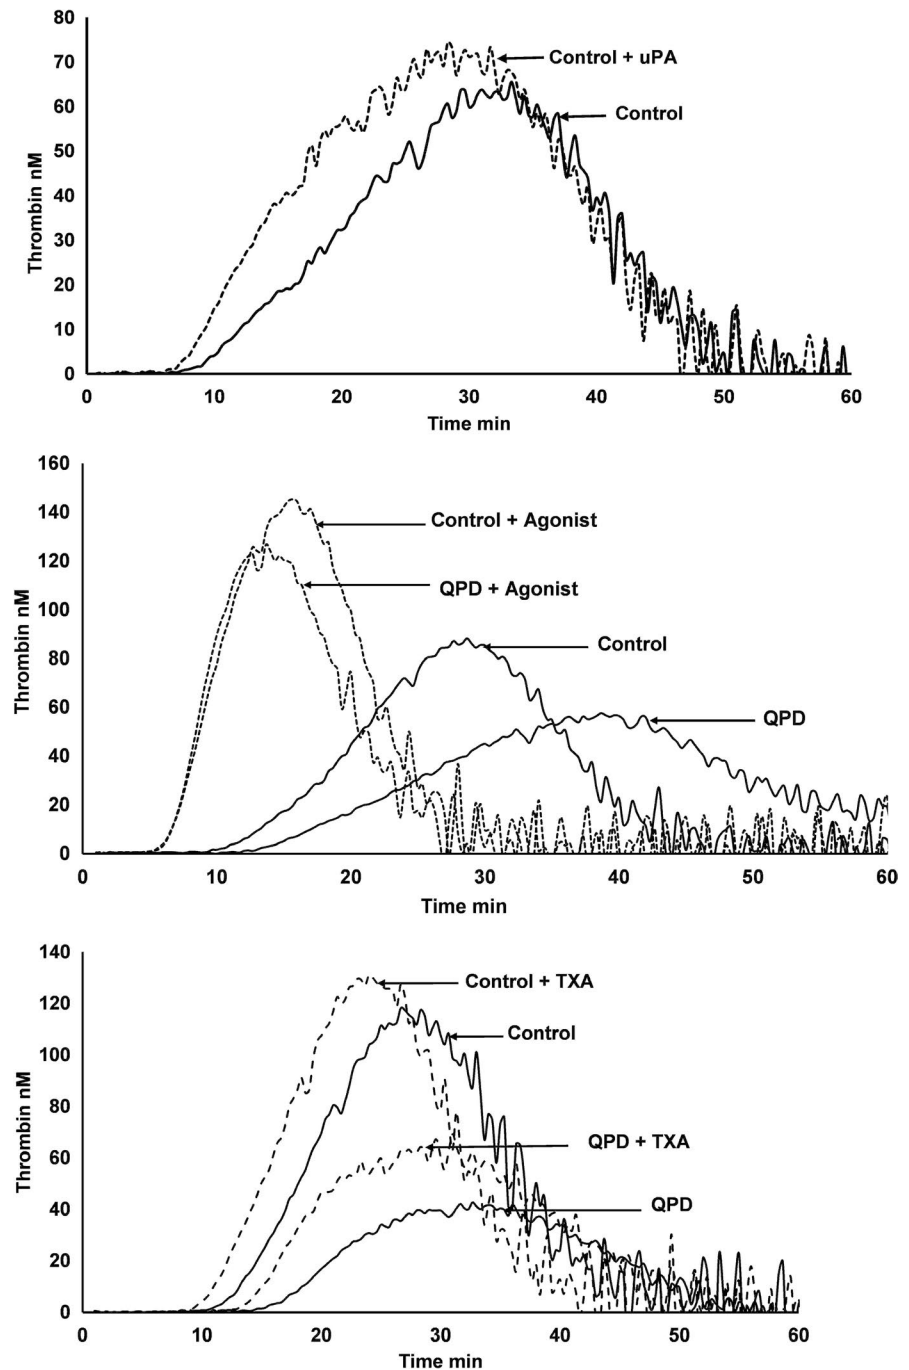 80
70
60
50
40
30
20
10
0
Thrombin nM
Control + uPA
Control
0 10 20 30 40 50 60
Time min
160
140
120
100
80
60
40
20
0
Thrombin nM
Control + Agonist
QPD + Agonist
Control
QPD
0 10 20 30 40 50 60
Time min
140
120
100
80
60
40
20
0
Thrombin nM
Control + TXA
Control
QPD + TXA
QPD
0 10 20 30 40 50 60
Time min